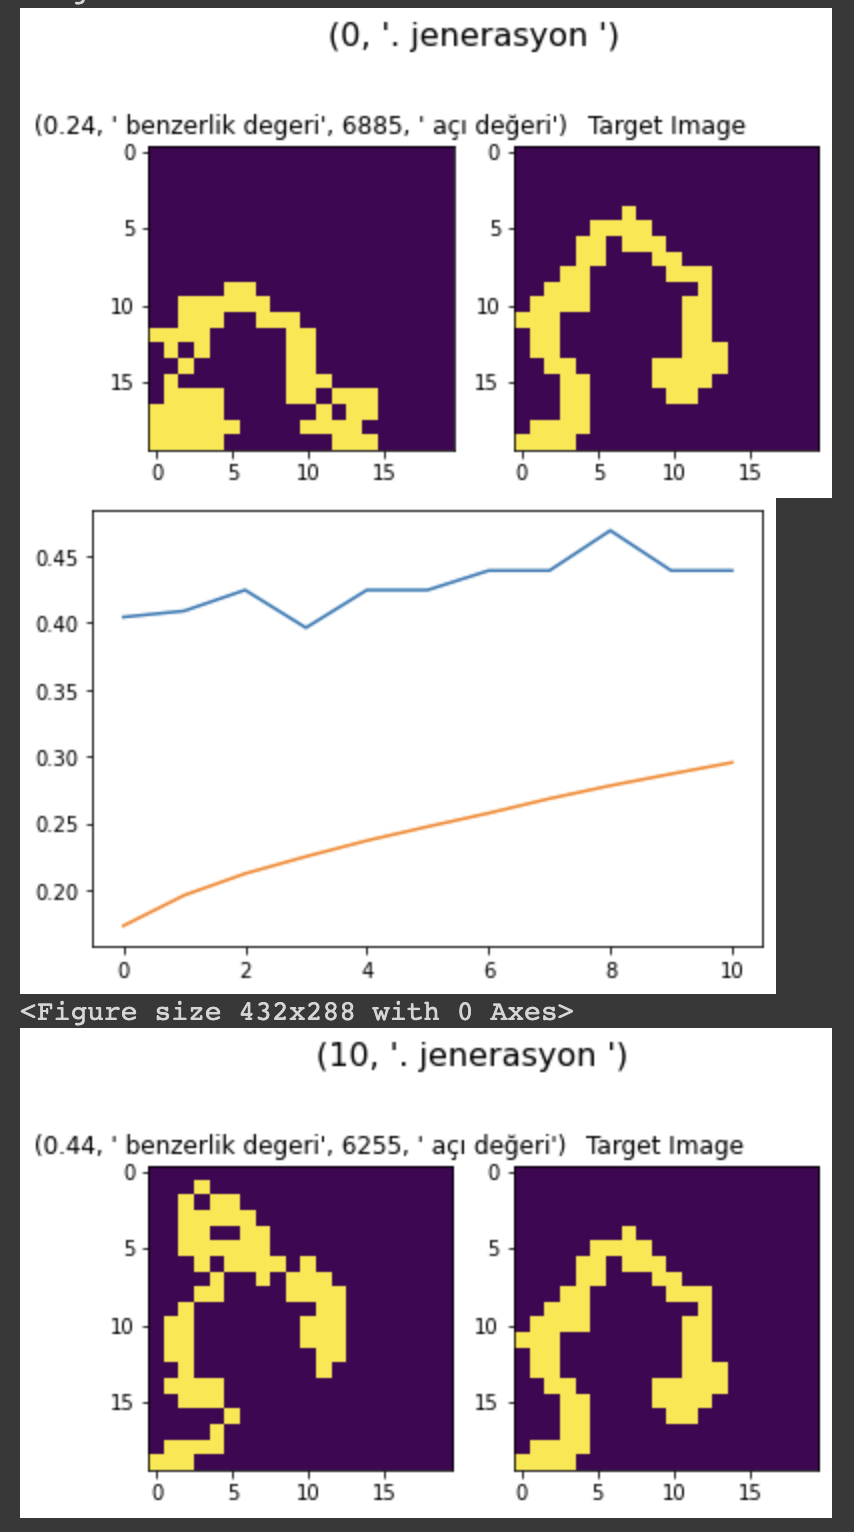 (0, '. jenerasyon ')
(0.24, ' benzerlik degeri', 6885, ' açı değeri') Target Image
0 0
5 5
10 10
15 15
0 5 10 15 0 5 10 15
0.45
0.40
0.35
0.30
0.25
0.20
0 2 4 6 8 10
<Figure size 432x288 with 0 Axes>
(10, '. jenerasyon ')
(0.44, ' benzerlik degeri', 6255, ' açı değeri') Target Image
0 0
5 5
10 10
15 15
0 5 10 15 0 5 10 15